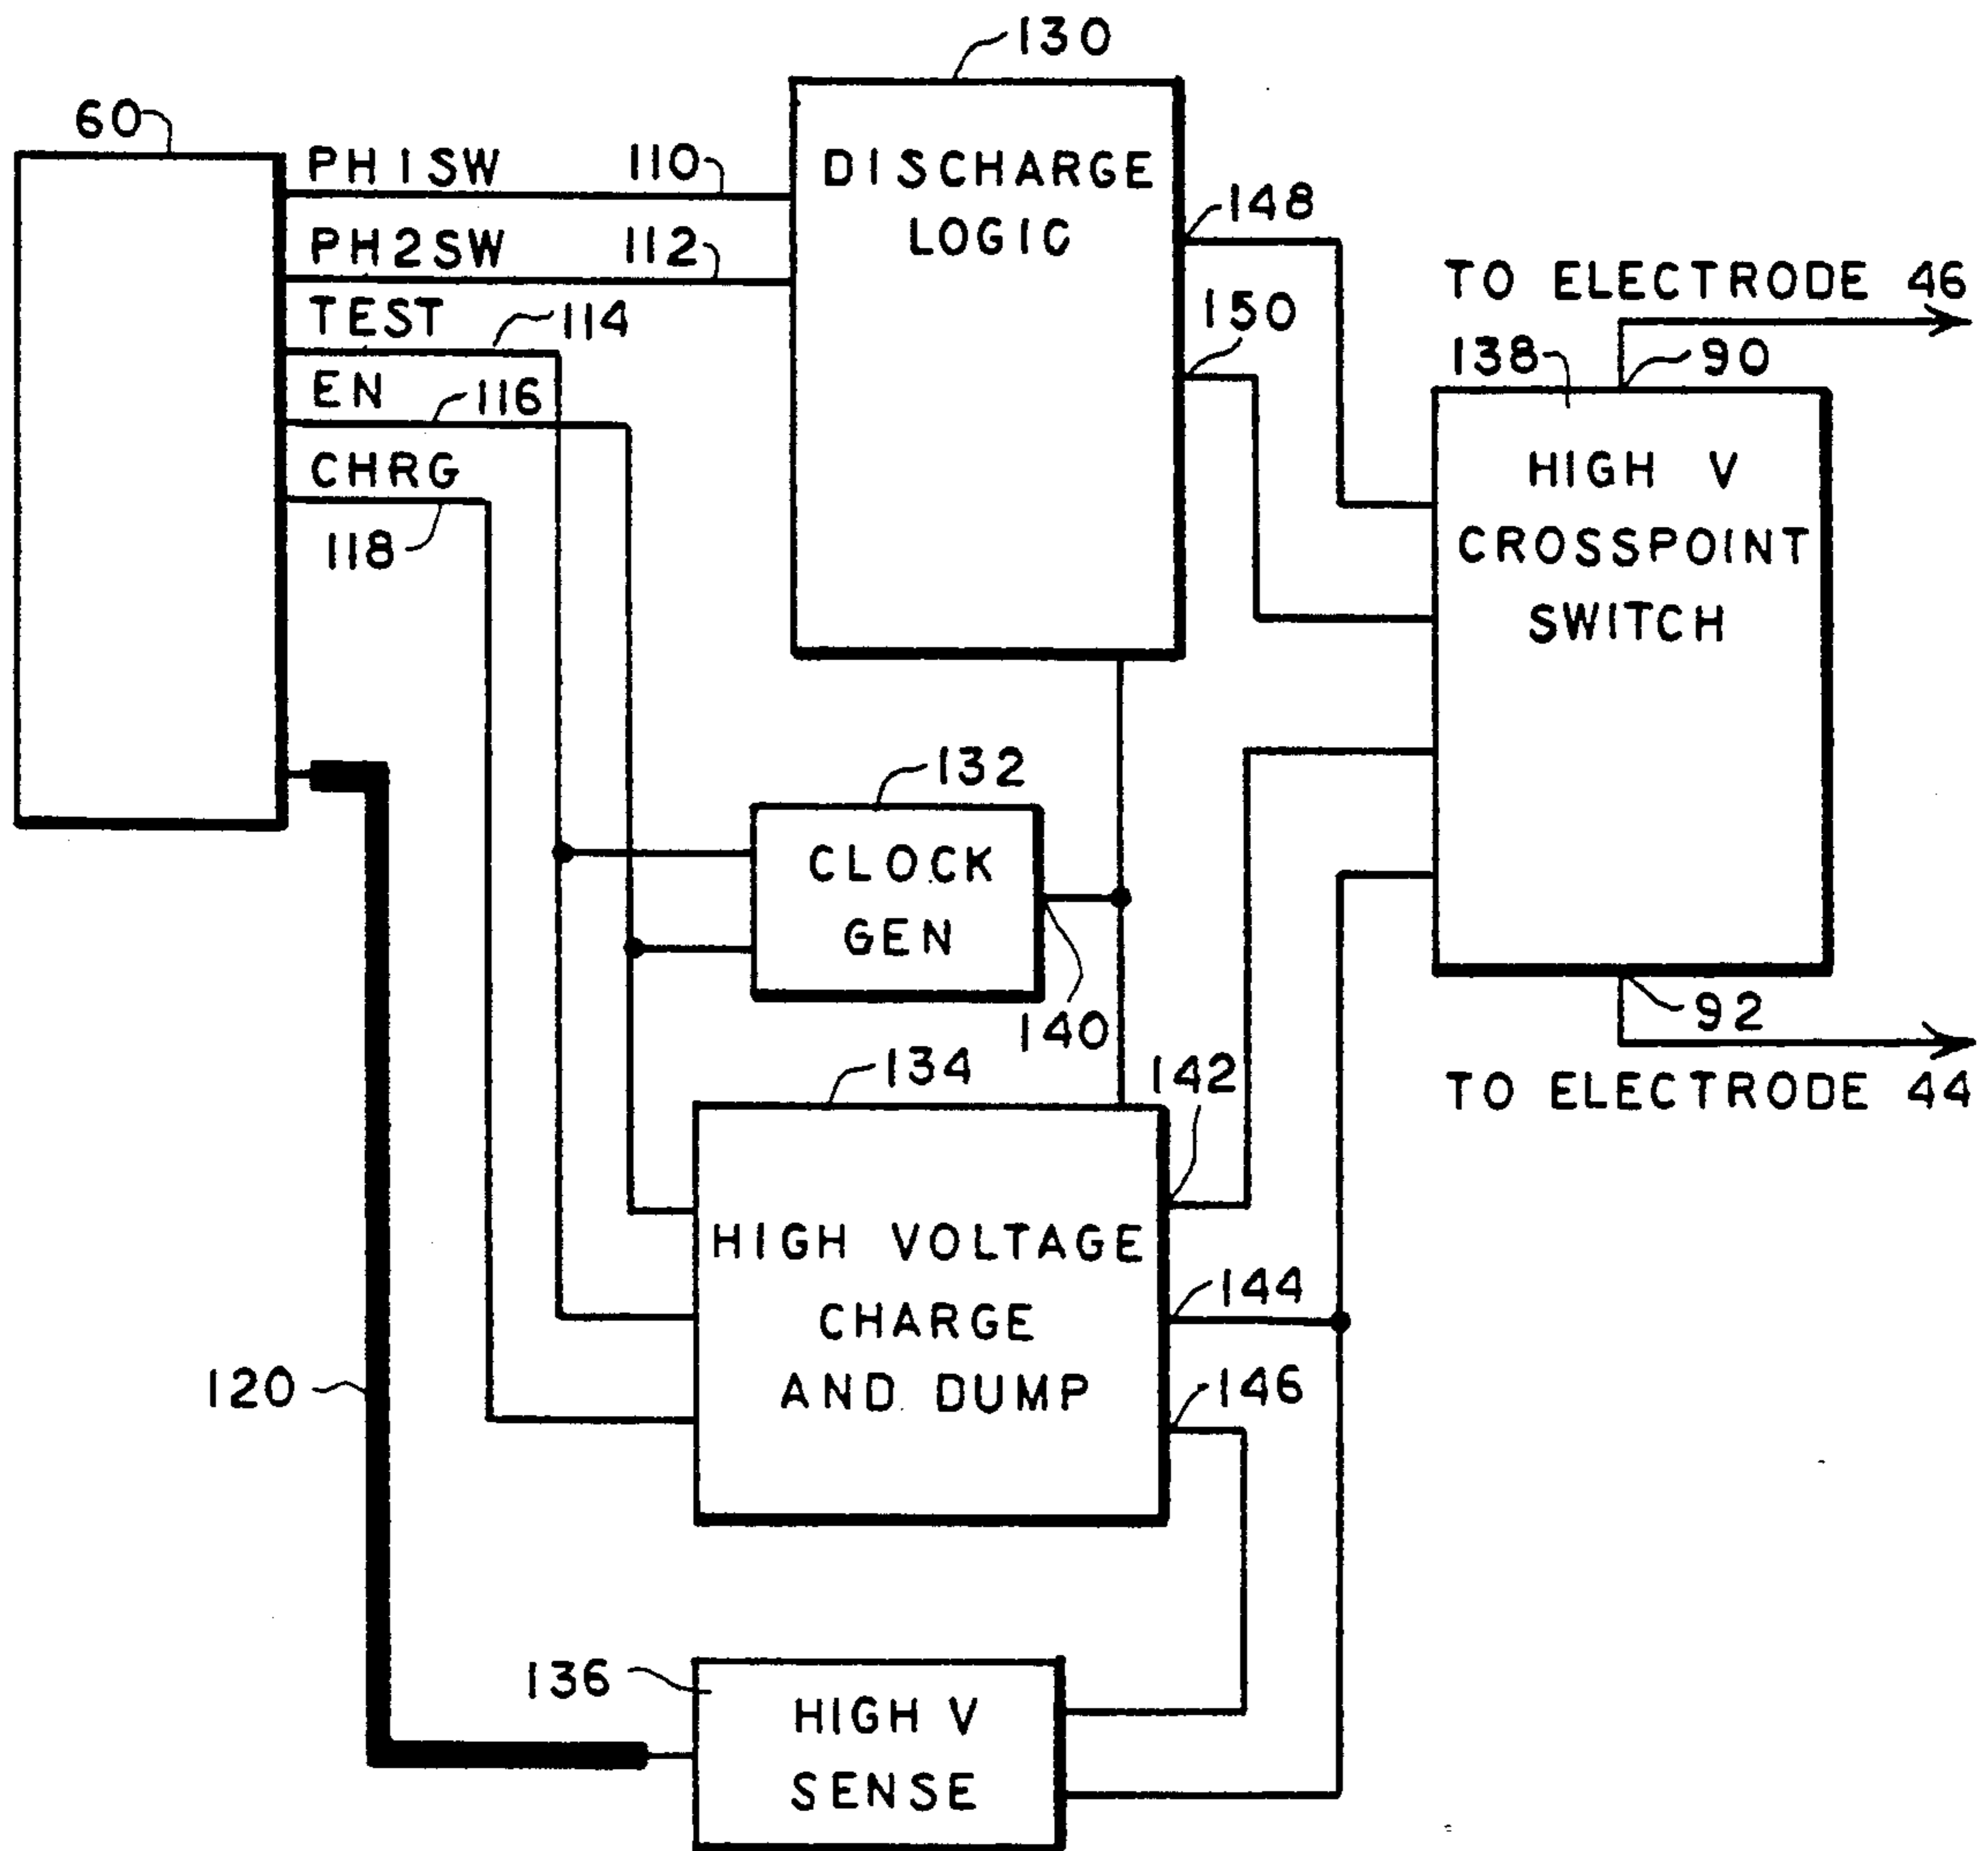 130
60
PH1SW 110
DISCHARGE
LOGIC
148
PH2SW 112
TO ELECTRODE 46
TEST 114
150
138 90
EN 116
CHRG
118
HIGH V
CROSSPOINT
SWITCH
132
CLOCK
GEN
140
92
134
142
TO ELECTRODE 44
HIGH VOLTAGE
CHARGE
AND DUMP
144
120
146
136
HIGH V
SENSE